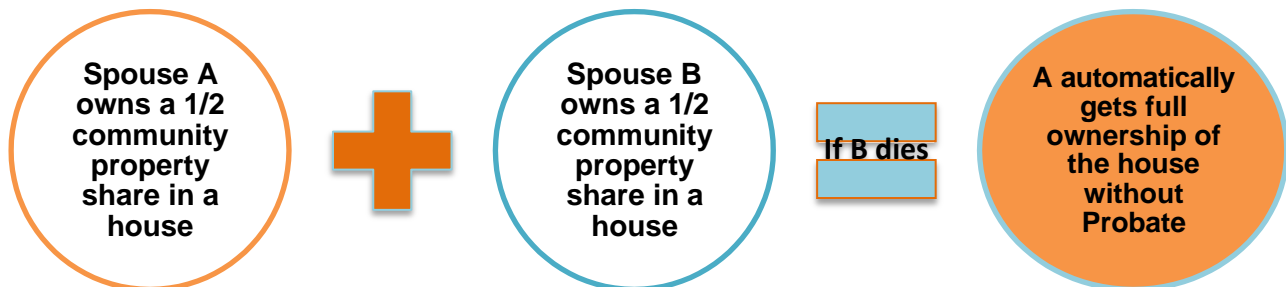 Spouse A
owns a 1/2
community
property
share in a
house
Spouse B
owns a 1/2
community
property
share in a
house
If B dies
A automatically
gets full
ownership of
the house
without
Probate